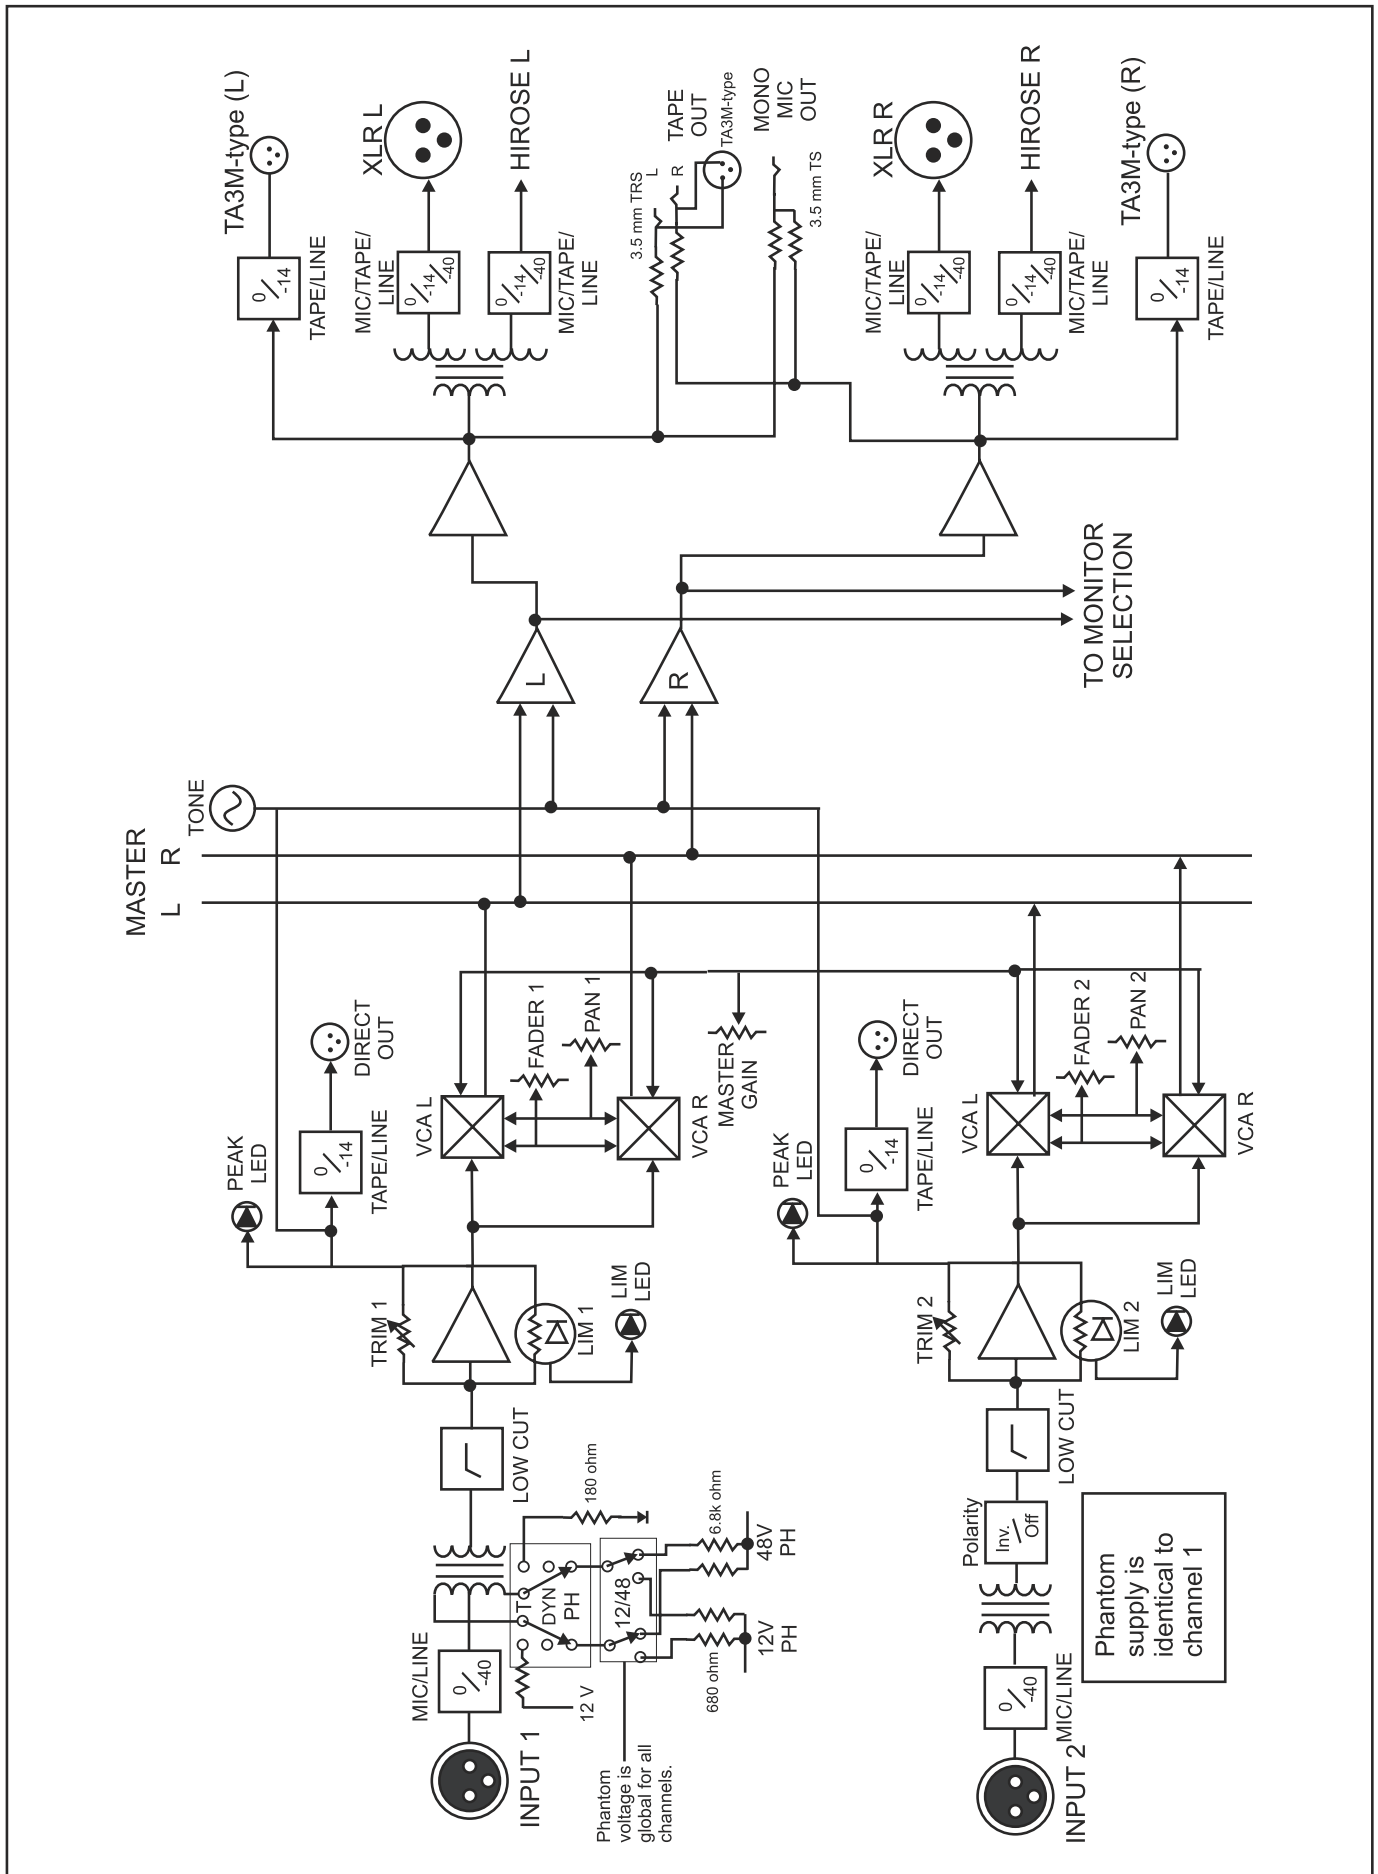 TA3M-type (L)
0
-14
TAPE/LINE
XLR L
MIC/TAPE/
LINE
0
-14
-40
HIROSE L
0
-14
-40
MIC/TAPE/
LINE
3.5 mm TRS
L
R
TAPE
OUT
TA3M-type
MONO
MIC
OUT
3.5 mm TS
XLR R
MIC/TAPE/
LINE
0
-14
-40
HIROSE R
0
-14
-40
MIC/TAPE/
LINE
TA3M-type (R)
0
-14
TAPE/LINE
TO MONITOR
SELECTION
L
R
MASTER
L
R
TONE
PEAK
LED
DIRECT
OUT
0
-14
TAPE/LINE
VCA L
FADER 1
PAN 1
VCA R
MASTER
GAIN
TRIM 1
LIM 1
LIM
LED
LOW CUT
MIC/LINE
0
-40
INPUT 1
T
DYN
PH
12/48
180 ohm
6.8k ohm
48V
PH
12V
PH
680 ohm
12 V
Phantom
voltage is
global for all
channels.
PEAK
LED
DIRECT
OUT
0
-14
TAPE/LINE
VCA L
FADER 2
PAN 2
VCA R
TRIM 2
LIM 2
LIM
LED
LOW CUT
Polarity
Inv.
Off
0
-40
MIC/LINE
INPUT 2
Phantom
supply is
identical to
channel 1